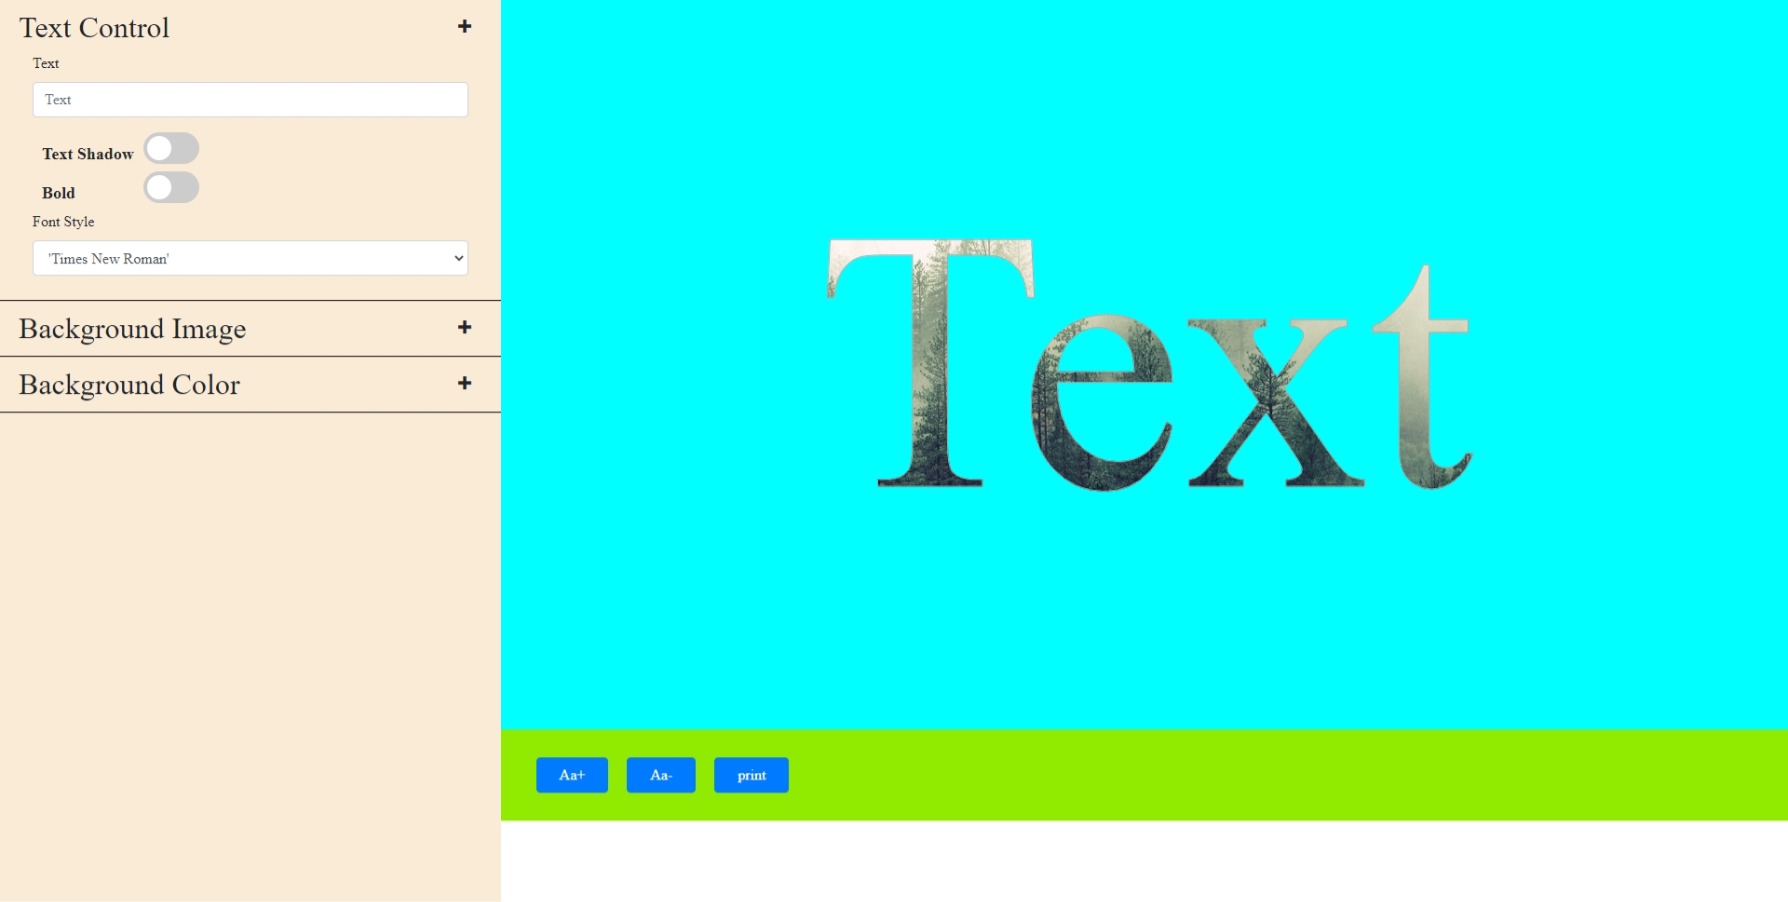 Text Control
Text
Text
Text Shadow
Bold
Font Style
'Times New Roman'
Background Image
Background Color
Text
Aa+ Aa- print